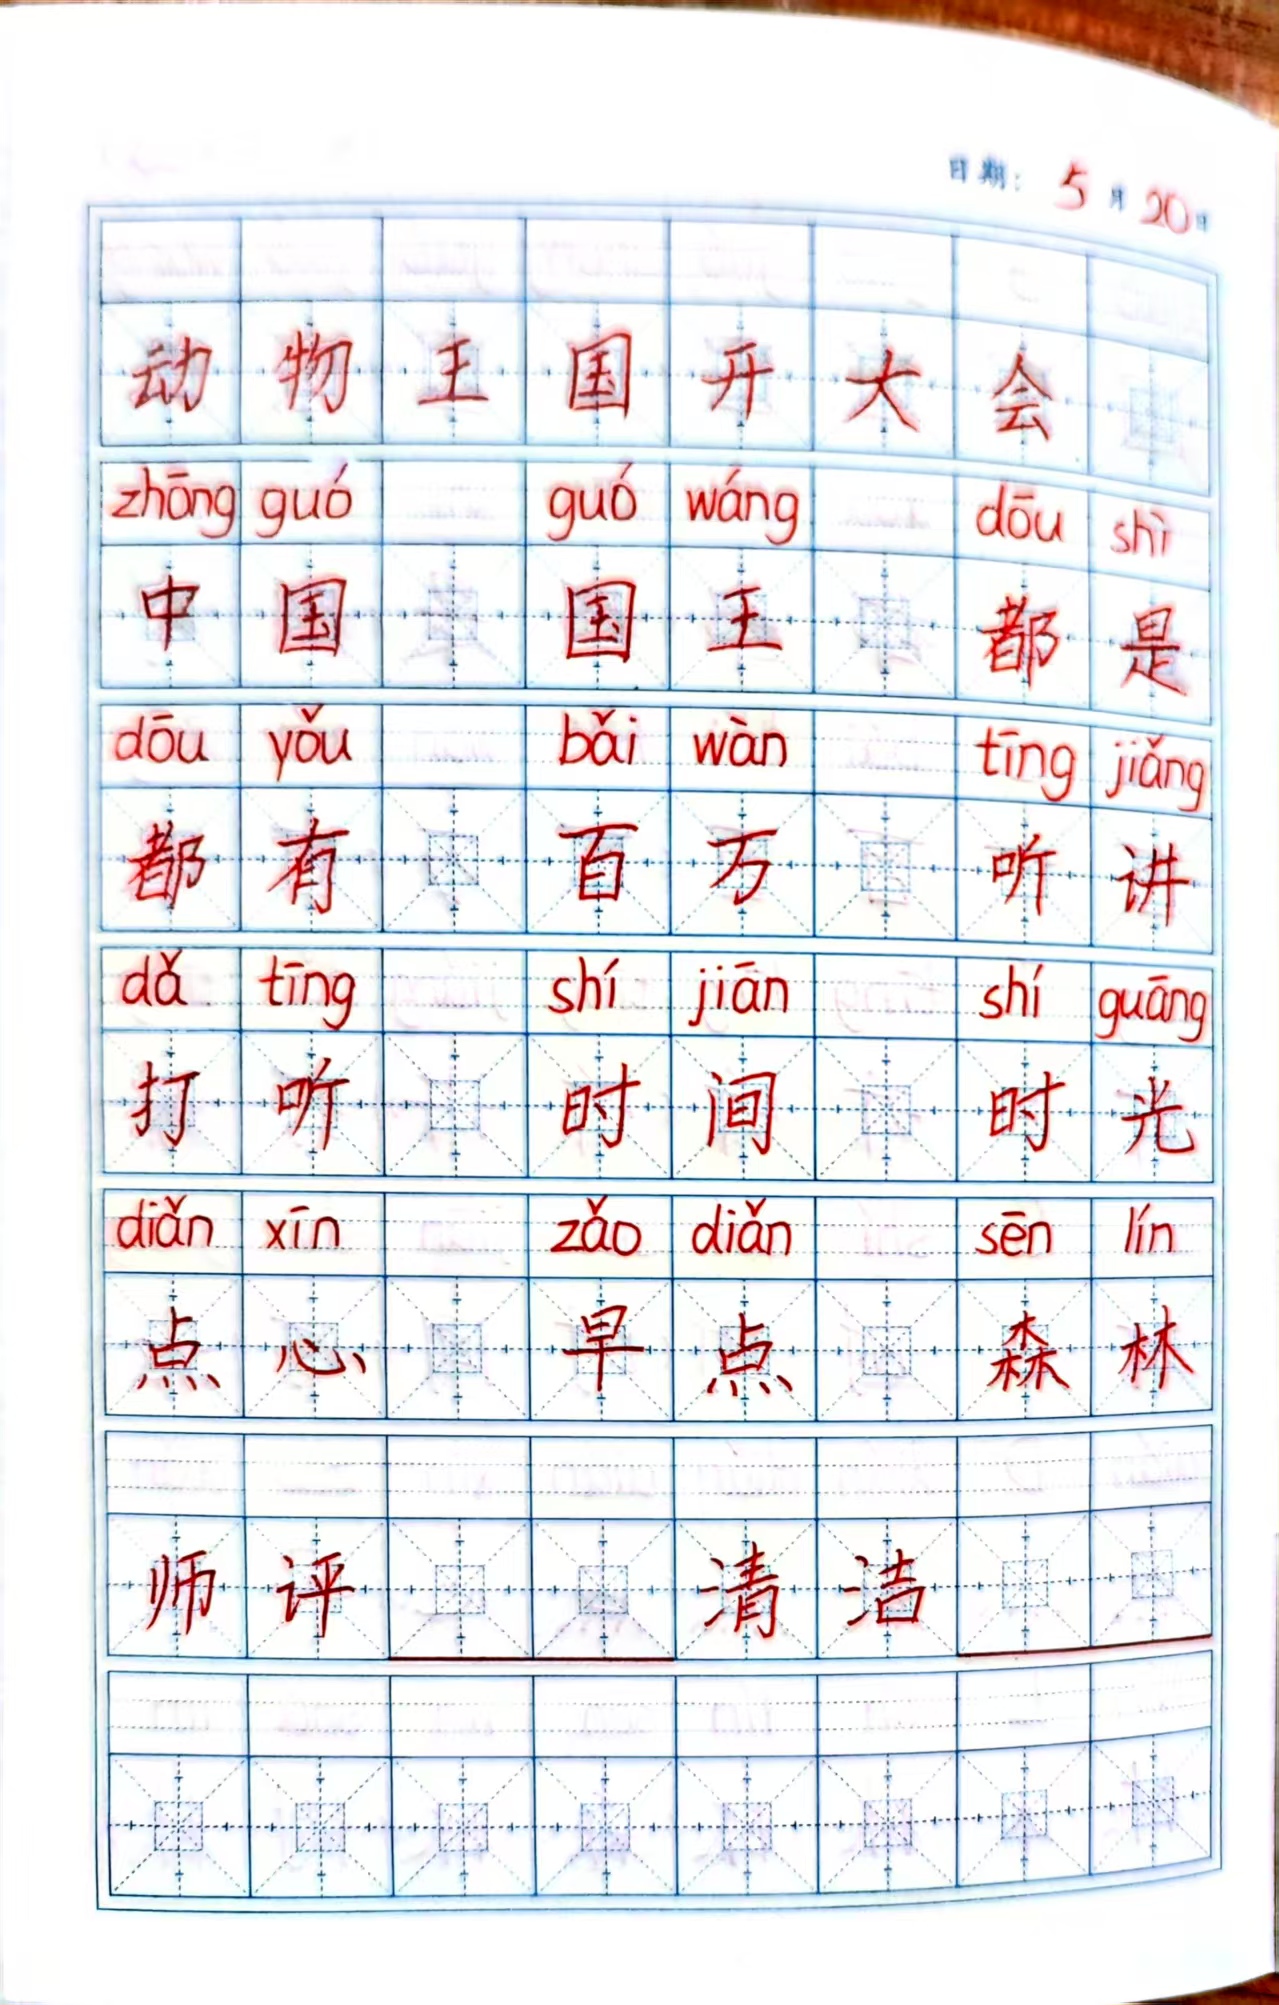 日期: 5月20日
动物王国开大会
zhōng guó guó wáng dōu shì
中国 国王 都是
dōu yǒu bǎi wàn tīng jiǎng
都有 百万 听讲
dǎ tīng shí jiān shí guāng
打听 时间 时光
diǎn xīn zǎo diǎn sēn lín
点心 早点 森林
师评 清洁